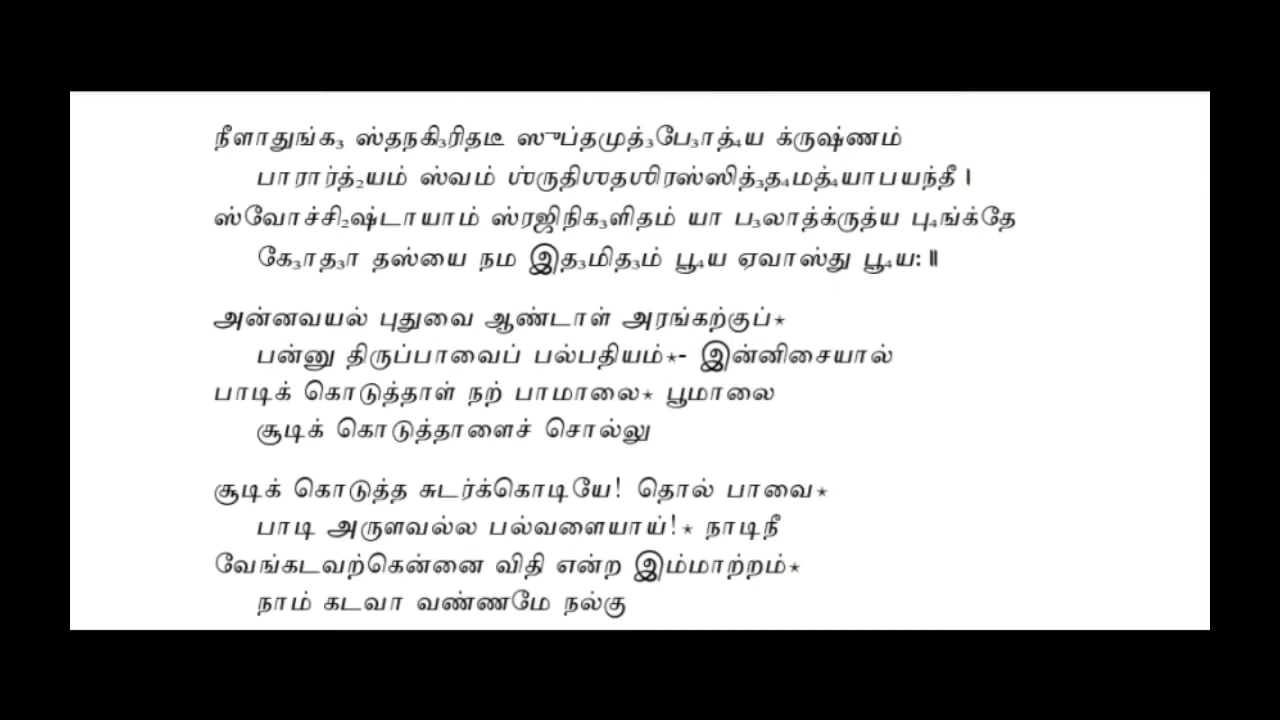 நீளாதுங்க₃ ஸ்தநகி₃ரிதடீ ஸுப்தமுத்₃பே₃ாத்₄ய க்ருஷ்ணம்
பாரார்த்₂யம் ஸ்வம் ஶ்ருதிஶதஶிரஸ்ஸித்₃த₄மத்₄யாபயந்தீ ।
ஸ்வோச்சி₂ஷ்டாயாம் ஸ்ரஜிநிக₃ளிதம் யா ப₃லாத்க்ருத்ய பு₄ங்க்தே
கே₃ாத₃ா தஸ்யை நம இத₃மித₃ம் பூ₄ய ஏவாஸ்து பூ₄ய: ॥
அன்னவயல் புதுவை ஆண்டாள் அரங்கற்குப்⋆
பன்னு திருப்பாவைப் பல்பதியம்⋆- இன்னிசையால்
பாடிக் கொடுத்தாள் நற் பாமாலை⋆ பூமாலை
சூடிக் கொடுத்தாளைச் சொல்லு
சூடிக் கொடுத்த சுடர்க்கொடியே! தொல் பாவை⋆
பாடி அருளவல்ல பல்வளையாய்!⋆ நாடிநீ
வேங்கடவற்கென்னை விதி என்ற இம்மாற்றம்⋆
நாம் கடவா வண்ணமே நல்கு